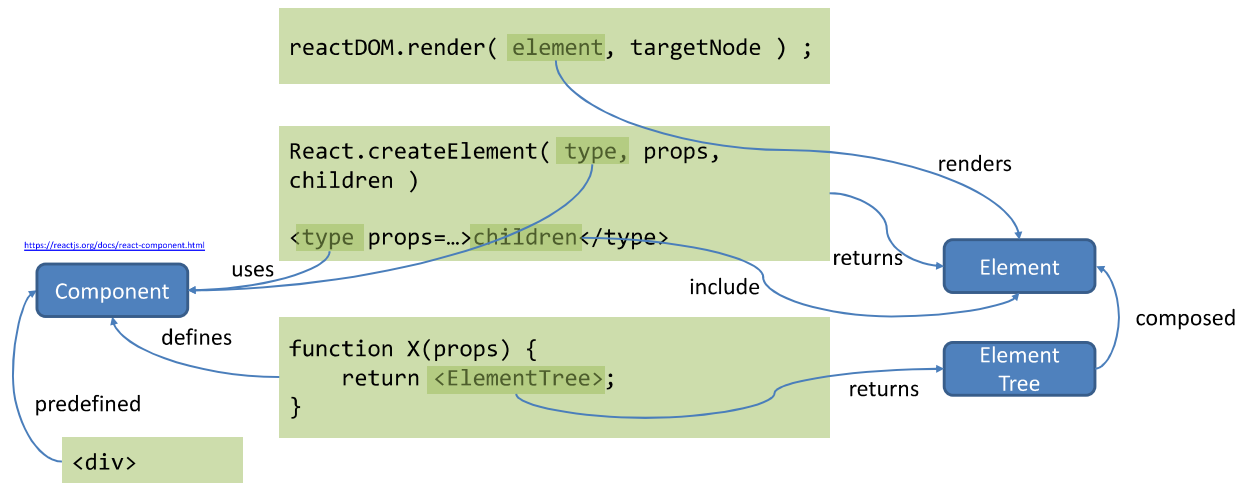 reactDOM.render( element, targetNode ) ;
React.createElement( type, props,
children )
renders
<type props=…>children</type>
https://reactjs.org/docs/react-component.html
returns
uses
Element
Component
include
composed
defines
function X(props) {
return <ElementTree>;
}
Element
Tree
returns
predefined
<div>